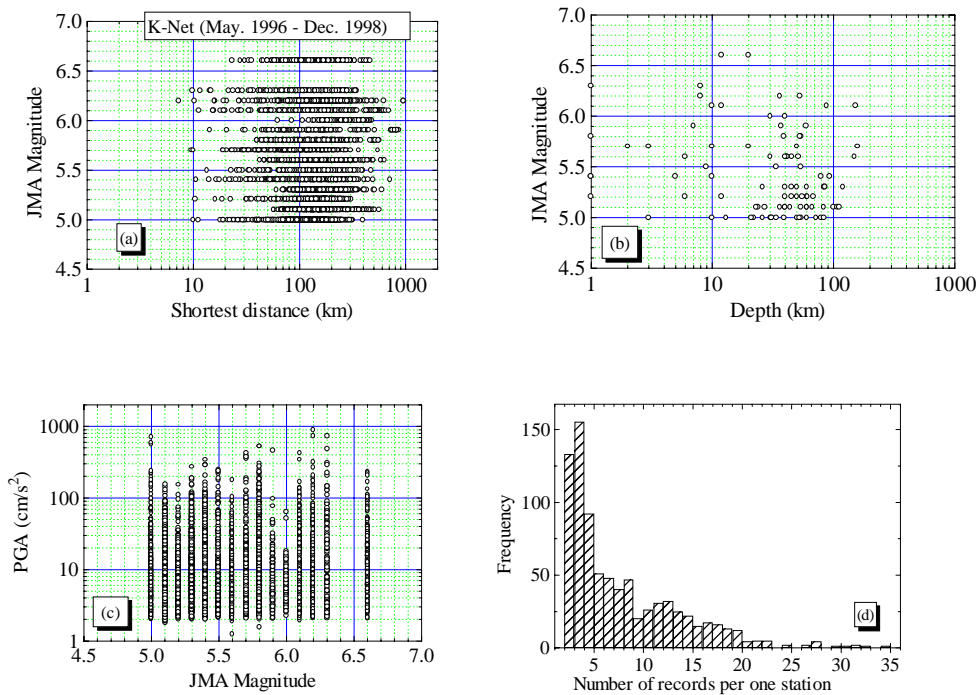 K-Net (May. 1996 - Dec. 1998)
7.0
6.5
6.0
5.5
5.0
4.5
JMA Magnitude
(a)
1 10 100 1000
Shortest distance (km)
7.0
6.5
6.0
5.5
5.0
4.5
JMA Magnitude
(b)
1 10 100 1000
Depth (km)
1000
100
10
1
PGA (cm/s²)
(c)
4.5 5.0 5.5 6.0 6.5 7.0
JMA Magnitude
150
100
50
0
Frequency
(d)
5 10 15 20 25 30 35
Number of records per one station